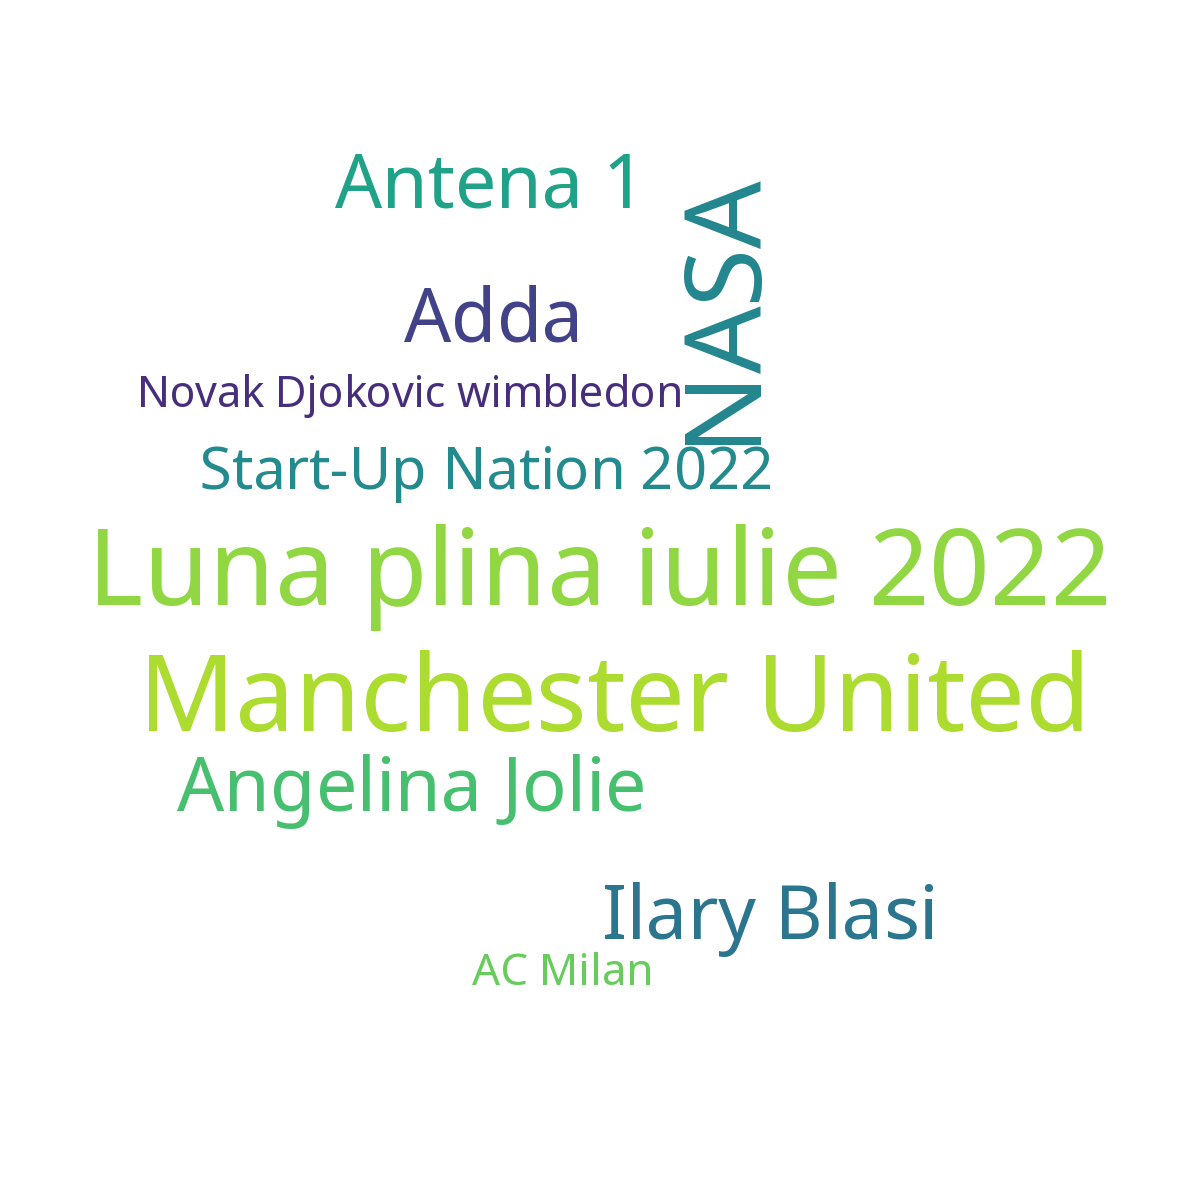 Antena 1
NASA
Adda
Novak Djokovic wimbledon
Start-Up Nation 2022
Luna plina iulie 2022
Manchester United
Angelina Jolie
Ilary Blasi
AC Milan